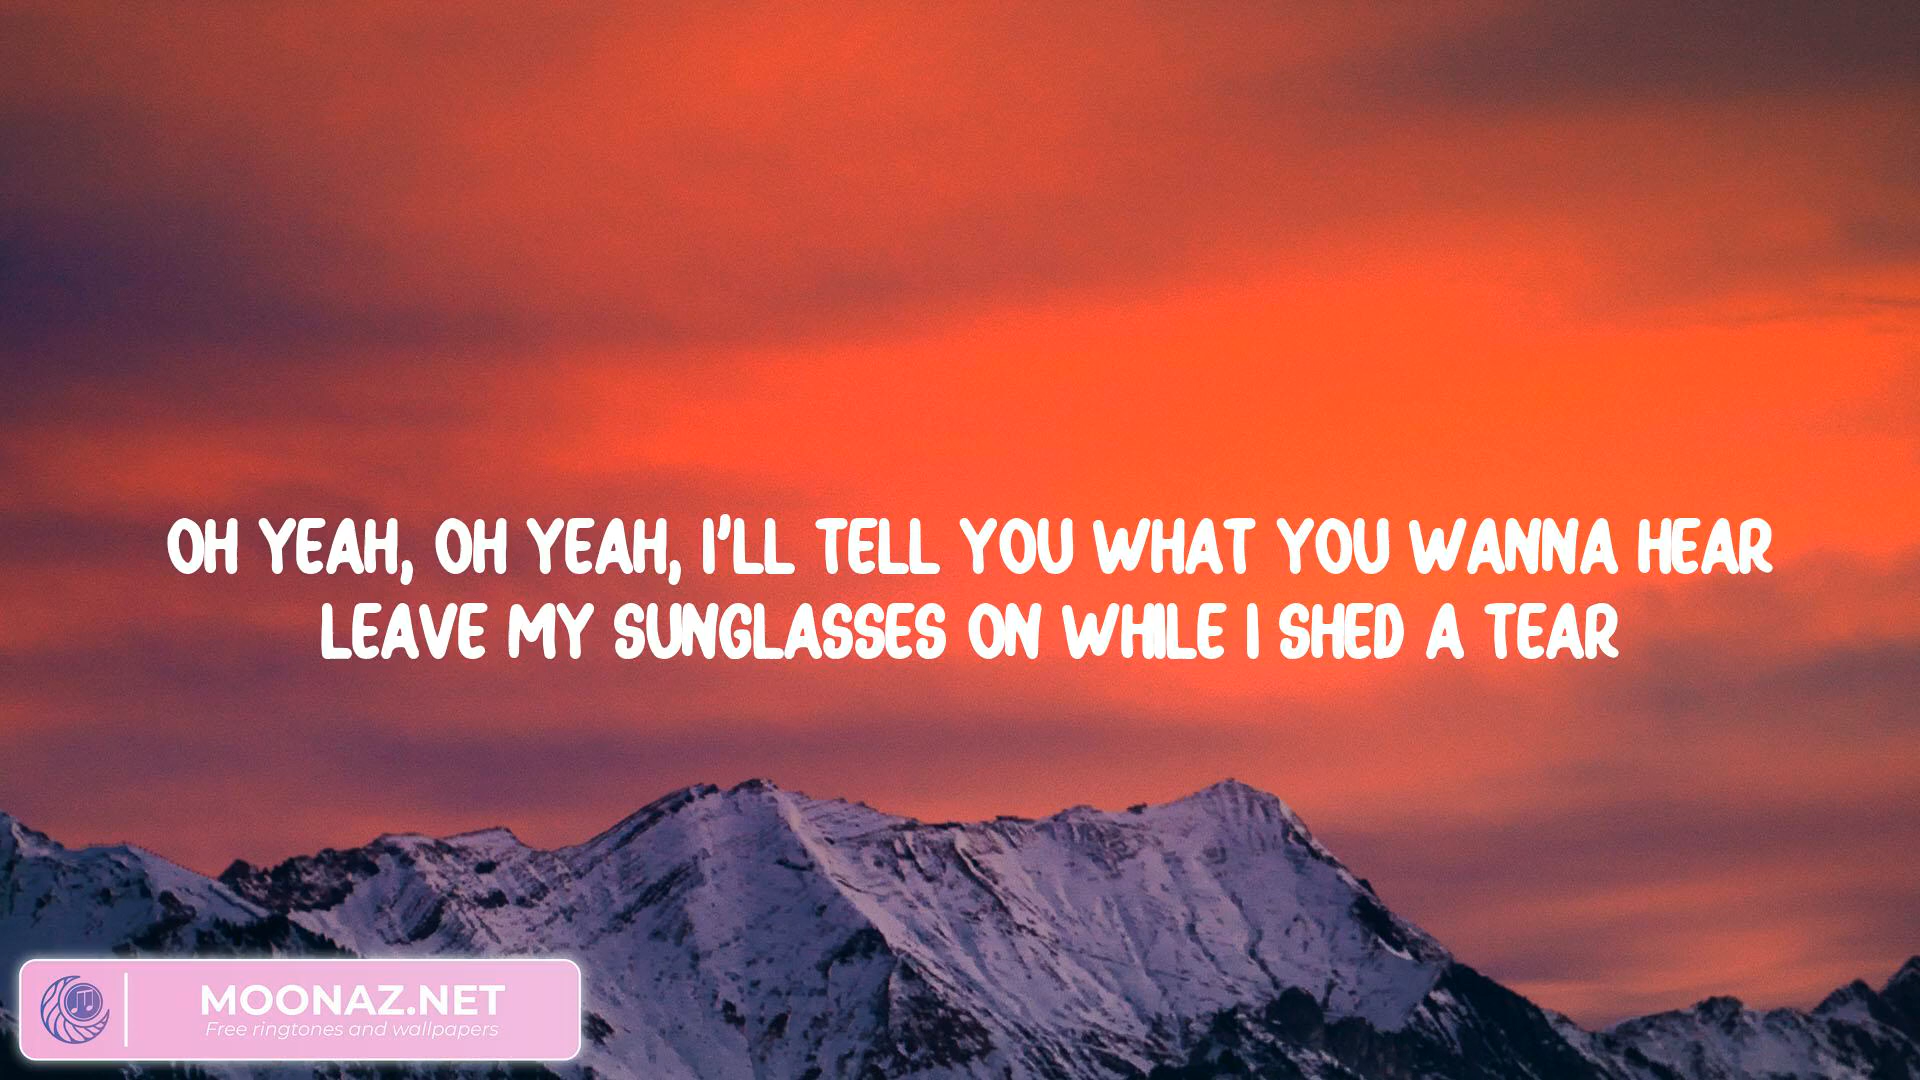 OH YEAH, OH YEAH, I'LL TELL YOU WHAT YOU WANNA HEAR
LEAVE MY SUNGLASSES ON WHILE I SHED A TEAR
MOONAZ.NET
Free ringtones and wallpapers